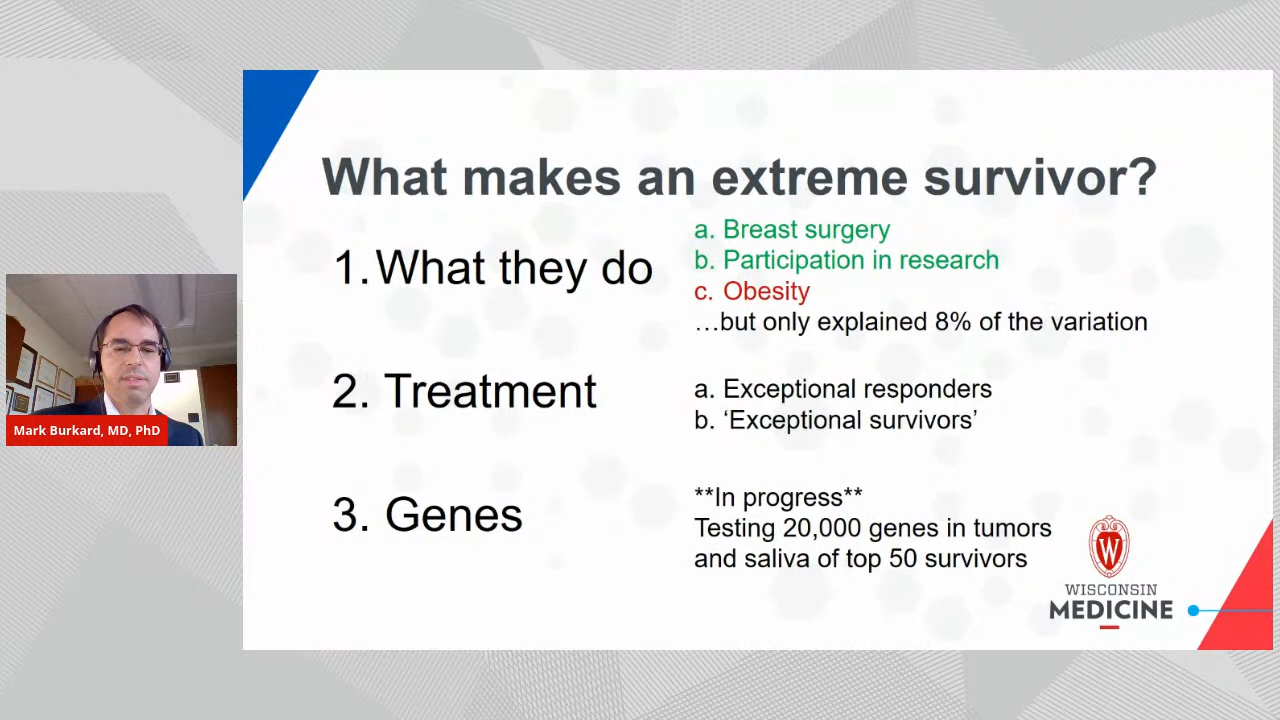 What makes an extreme survivor?
1. What they do
a. Breast surgery
b. Participation in research
c. Obesity
…but only explained 8% of the variation
2. Treatment
a. Exceptional responders
b. ‘Exceptional survivors’
3. Genes
**In progress**
Testing 20,000 genes in tumors
and saliva of top 50 survivors
W
WISCONSIN
MEDICINE
Mark Burkard, MD, PhD